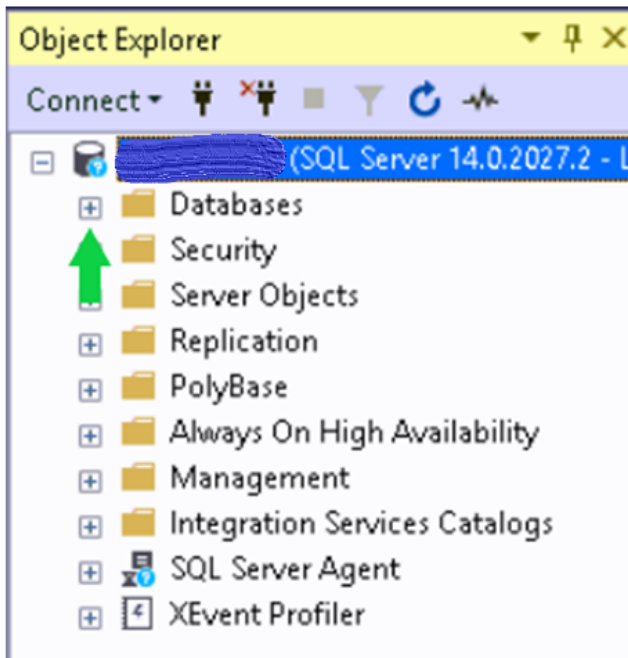 Object Explorer
Connect
(SQL Server 14.0.2027.2 - L
Databases
Security
Server Objects
Replication
PolyBase
Always On High Availability
Management
Integration Services Catalogs
SQL Server Agent
XEvent Profiler